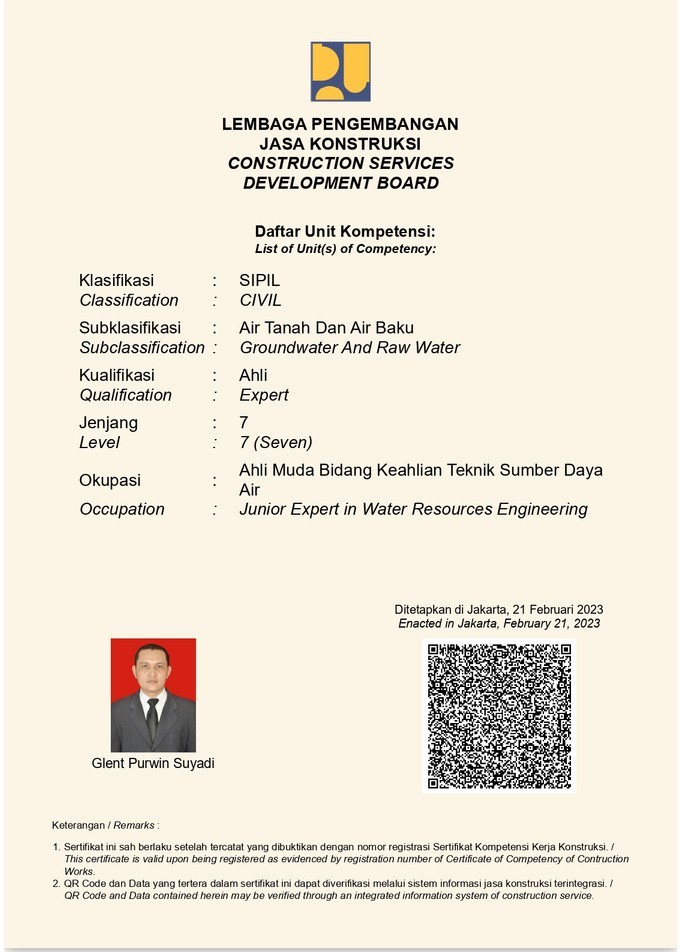 LEMBAGA PENGEMBANGAN
JASA KONSTRUKSI
CONSTRUCTION SERVICES
DEVELOPMENT BOARD
Daftar Unit Kompetensi:
List of Unit(s) of Competency:
Klasifikasi : SIPIL
Classification : CIVIL
Subklasifikasi : Air Tanah Dan Air Baku
Subclassification : Groundwater And Raw Water
Kualifikasi : Ahli
Qualification : Expert
Jenjang : 7
Level : 7 (Seven)
Okupasi : Ahli Muda Bidang Keahlian Teknik Sumber Daya
Air
Occupation : Junior Expert in Water Resources Engineering
Ditetapkan di Jakarta, 21 Februari 2023
Enacted in Jakarta, February 21, 2023
Glent Purwin Suyadi
Keterangan / Remarks :
1. Sertifikat ini sah berlaku setelah tercatat yang dibuktikan dengan nomor registrasi Sertifikat Kompetensi Kerja Konstruksi. /
This certificate is valid upon being registered as evidenced by registration number of Certificate of Competency of Contruction
Works.
2. QR Code dan Data yang tertera dalam sertifikat ini dapat diverifikasi melalui sistem informasi jasa konstruksi terintegrasi. /
QR Code and Data contained herein may be verified through an integrated information system of construction service.